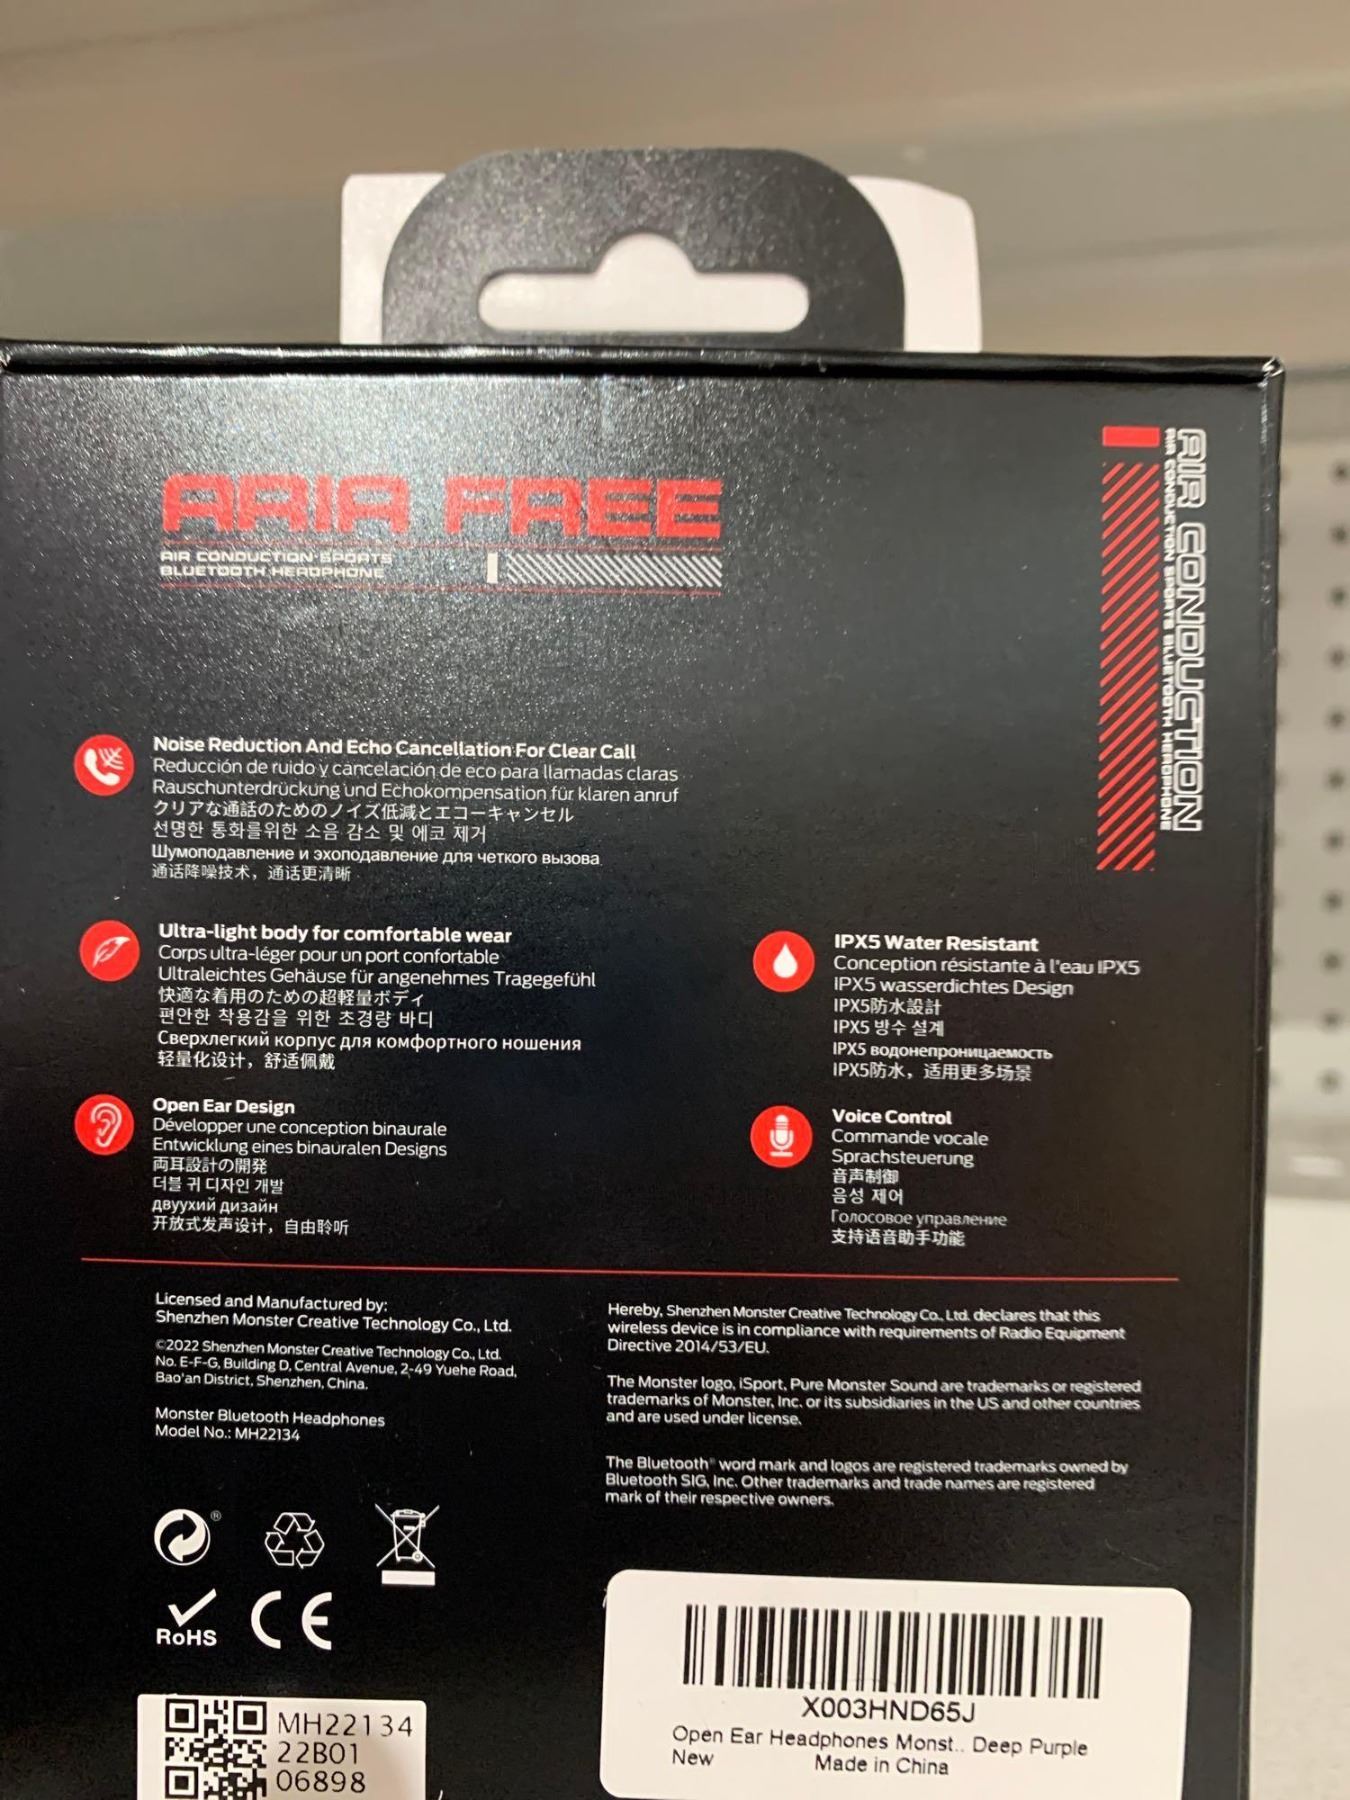 ARIA FREE
AIR CONDUCTION SPORTS
BLUETOOTH HEADPHONE
AIR CONDUCTION
AIR CONDUCTION SPORTS BLUETOOTH HEADPHONE
Noise Reduction And Echo Cancellation For Clear Call
Reducción de ruido y cancelación de eco para llamadas claras
Rauschunterdrückung und Echokompensation für klaren anruf
クリアな通話のためのノイズ低減とエコーキャンセル
선명한 통화를위한 소음 감소 및 에코 제거
Шумоподавление и эхоподавление для четкого вызова
通话降噪技术，通话更清晰
Ultra-light body for comfortable wear
Corps ultra-léger pour un port confortable
Ultraleichtes Gehäuse für angenehmes Tragegefühl
快適な着用のための超軽量ボディ
편안한 착용감을 위한 초경량 바디
Сверхлегкий корпус для комфортного ношения
轻量化设计，舒适佩戴
Open Ear Design
Développer une conception binaurale
Entwicklung eines binauralen Designs
両耳設計の開発
더블 귀 디자인 개발
двуухий дизайн
开放式发声设计，自由聆听
IPX5 Water Resistant
Conception résistante à l'eau IPX5
IPX5 wasserdichtes Design
IPX5防水設計
IPX5 방수 설계
IPX5 водонепроницаемость
IPX5防水，适用更多场景
Voice Control
Commande vocale
Sprachsteuerung
音声制御
음성 제어
Голосовое управление
支持语音助手功能
Licensed and Manufactured by:
Shenzhen Monster Creative Technology Co., Ltd.
©2022 Shenzhen Monster Creative Technology Co., Ltd.
No. E-F-G, Building D, Central Avenue, 2-49 Yuehe Road,
Bao'an District, Shenzhen, China.
Monster Bluetooth Headphones
Model No.: MH22134
Hereby, Shenzhen Monster Creative Technology Co., Ltd. declares that this
wireless device is in compliance with requirements of Radio Equipment
Directive 2014/53/EU.
The Monster logo, iSport, Pure Monster Sound are trademarks or registered
trademarks of Monster, Inc. or its subsidiaries in the US and other countries
and are used under license.
The Bluetooth® word mark and logos are registered trademarks owned by
Bluetooth SIG, Inc. Other trademarks and trade names are registered
mark of their respective owners.
®
RoHS
CE
MH22134
22B01
06898
X003HND65J
Open Ear Headphones Monst.. Deep Purple
New Made in China